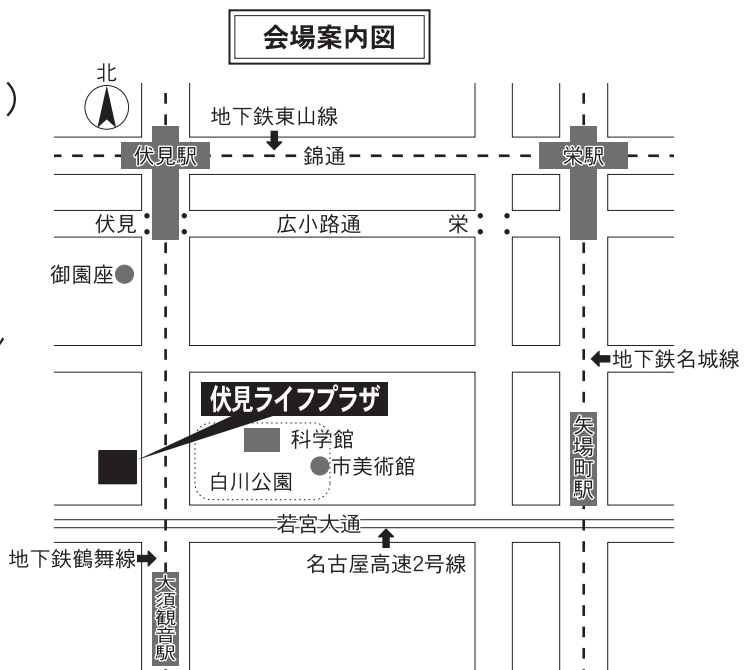 会場案内図
)
北
地下鉄東山線
伏見駅
錦通
栄駅
伏見
広小路通
栄
御園座
地下鉄名城線
伏見ライフプラザ
科学館
矢場町駅
市美術館
白川公園
若宮大通
地下鉄鶴舞線
名古屋高速2号線
大須観音駅